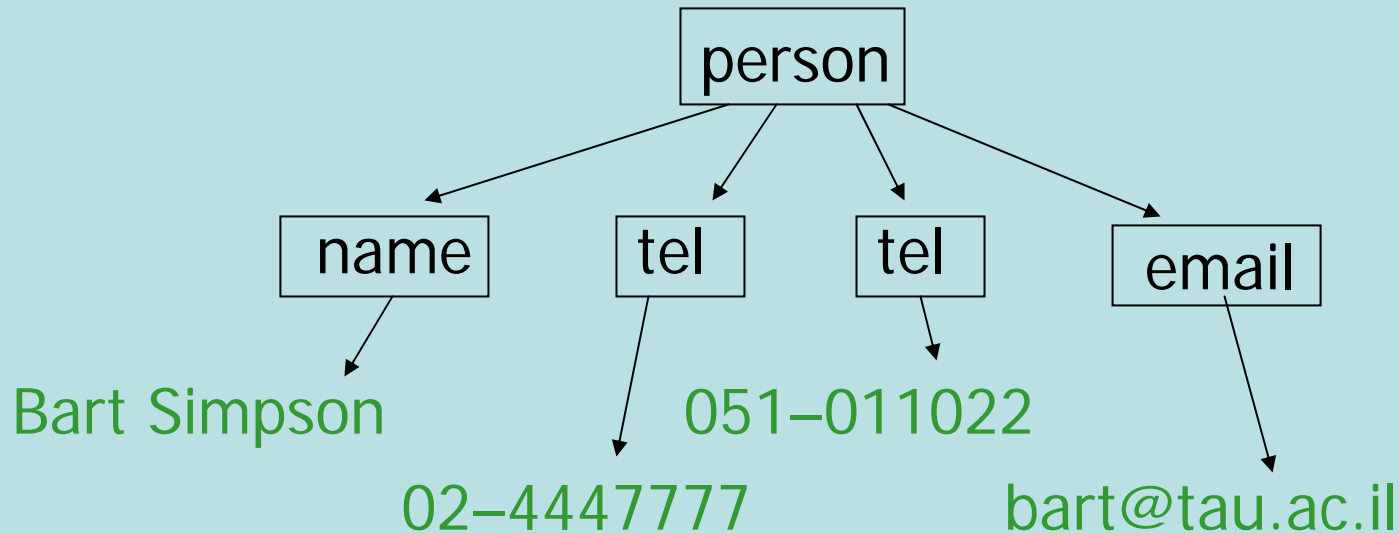 person
name
tel
tel
email
Bart Simpson
051–011022
02–4447777
bart@tau.ac.il